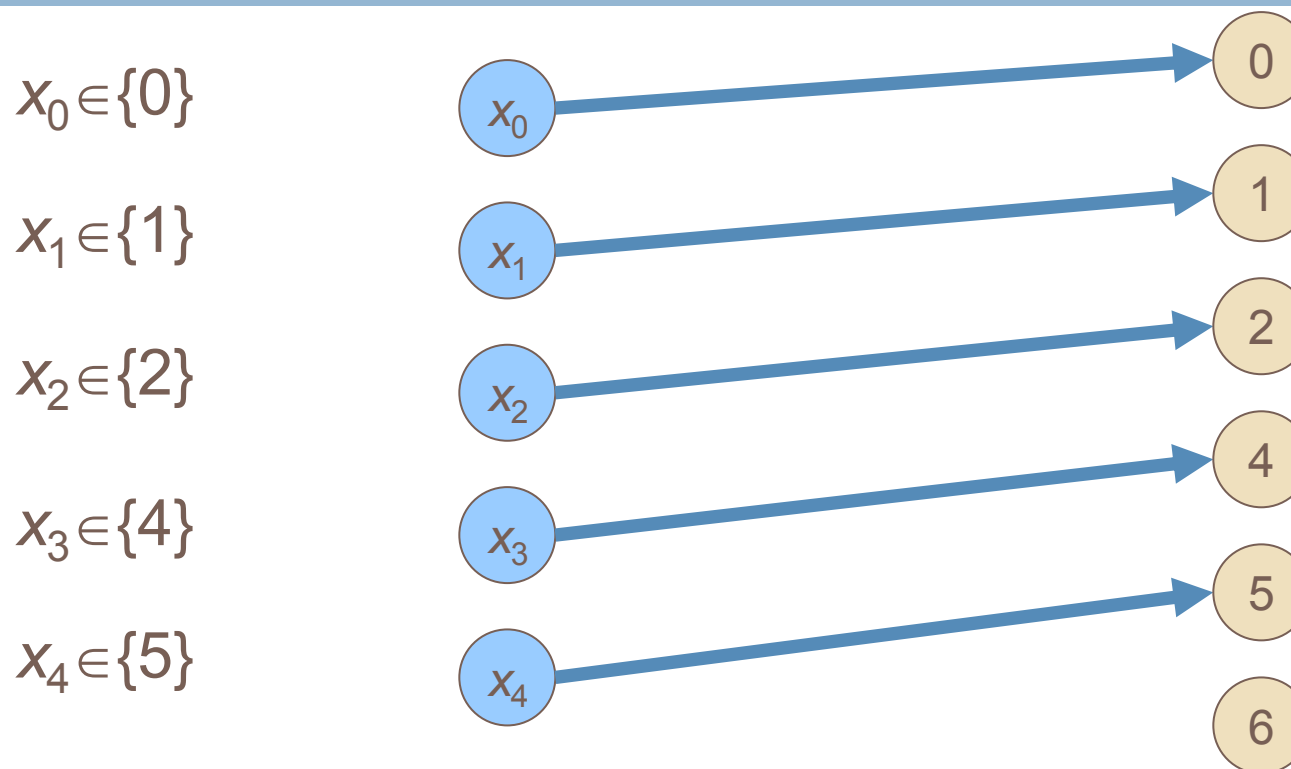 x₀∈{0}
x₀
0
x₁∈{1}
x₁
1
x₂∈{2}
x₂
2
x₃∈{4}
x₃
4
x₄∈{5}
x₄
5
6